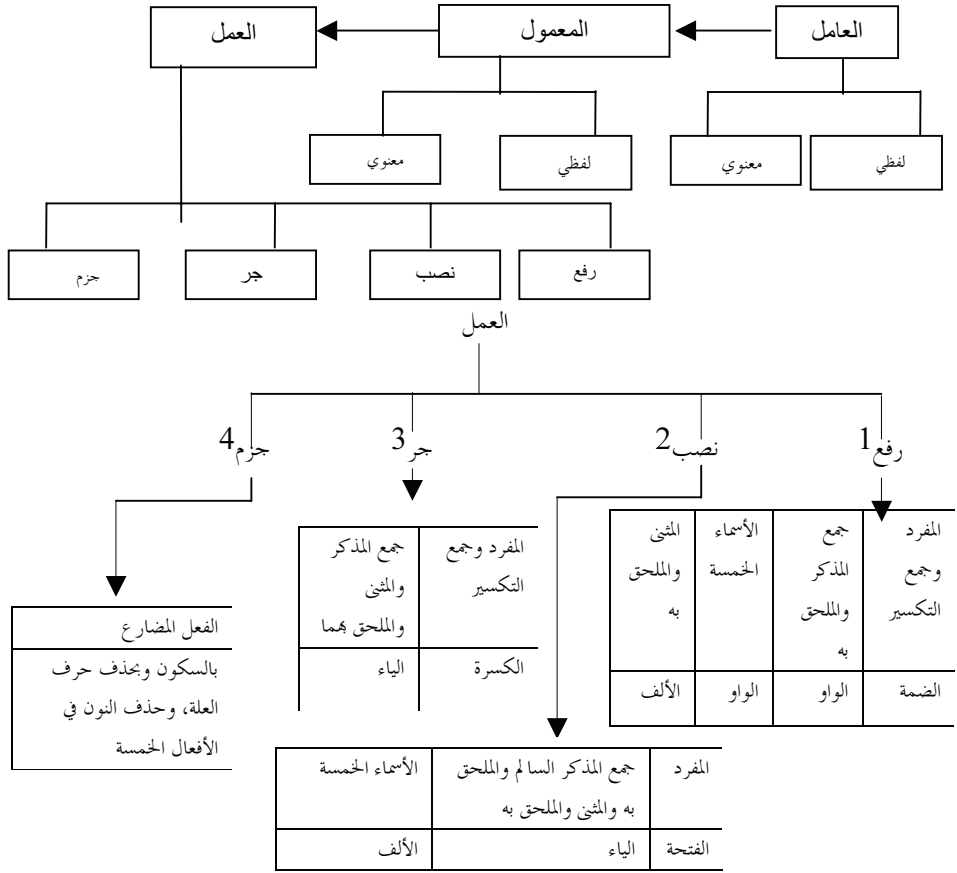 العامل
المعمول
العمل
لفظي
معنوي
لفظي
معنوي
رفع
نصب
جر
جزم
العمل
رفع1
نصب2
جر3
جزم4
المفرد
وجمع
التكسير
جمع
المذكر
والملحق
به
الأسماء
الخمسة
المثنى
والملحق
به
الضمة
الواو
الواو
الألف
المفرد وجمع
التكسير
جمع المذكر
والمثنى
والملحق بهما
الكسرة
الياء
الفعل المضارع
بالسكون وبحذف حرف
العلة، وحذف النون في
الأفعال الخمسة
المفرد
جمع المذكر السالم والملحق
به والمثنى والملحق به
الأسماء الخمسة
الفتحة
الياء
الألف